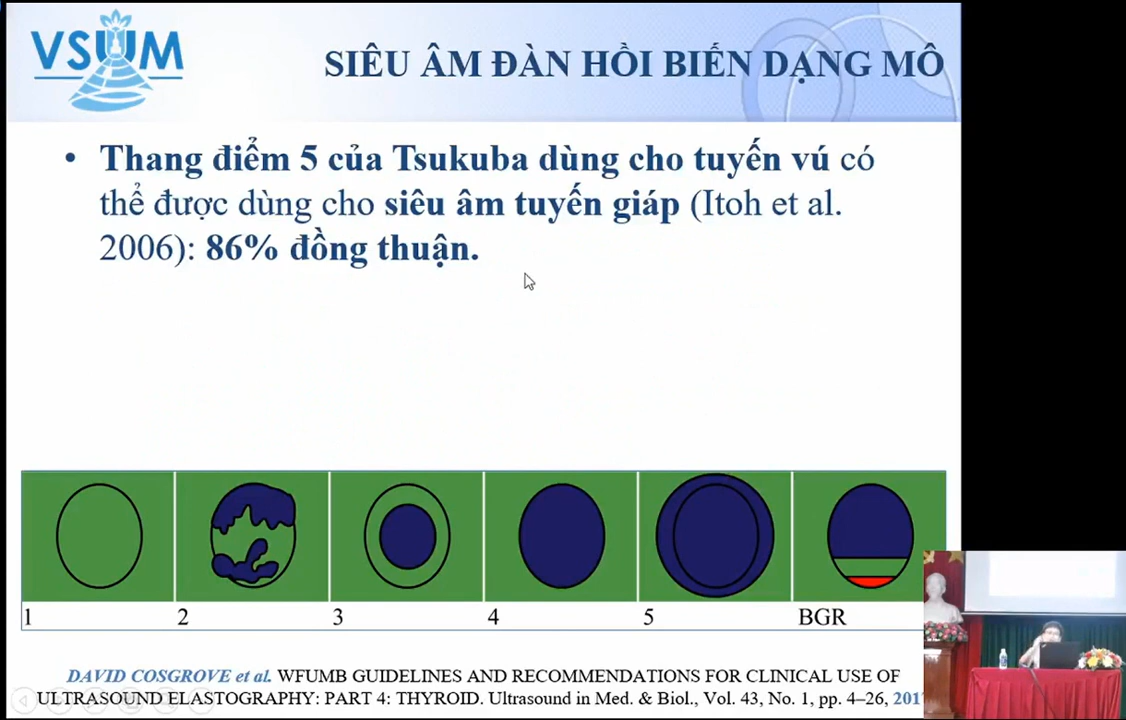 VSUM
SIÊU ÂM ĐÀN HỒI BIẾN DẠNG MÔ
• Thang điểm 5 của Tsukuba dùng cho tuyến vú có
thể được dùng cho siêu âm tuyến giáp (Itoh et al.
2006): 86% đồng thuận.
1 2 3 4 5 BGR
DAVID COSGROVE et al. WFUMB GUIDELINES AND RECOMMENDATIONS FOR CLINICAL USE OF
ULTRASOUND ELASTOGRAPHY: PART 4: THYROID. Ultrasound in Med. & Biol., Vol. 43, No. 1, pp. 4–26, 201